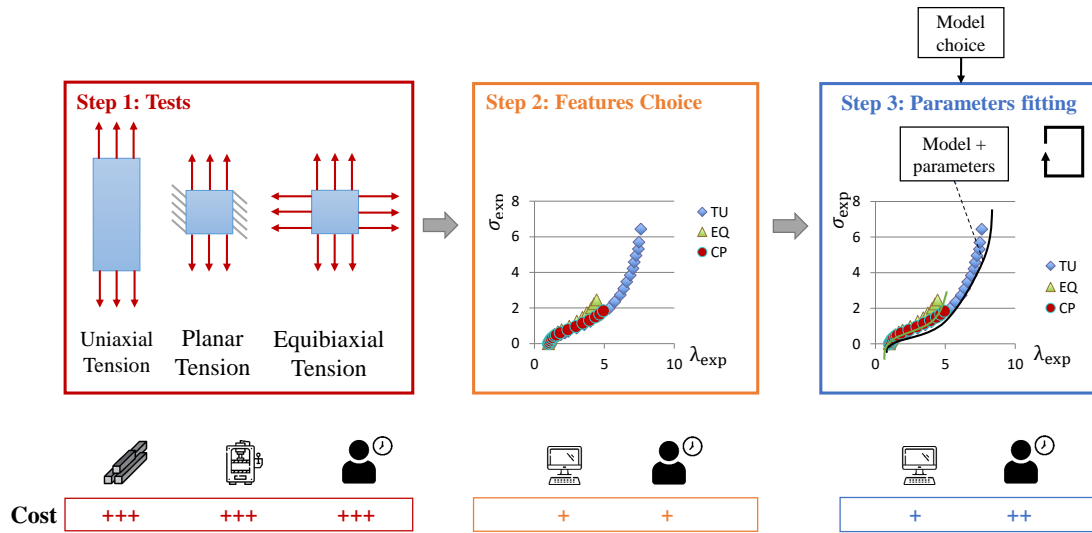 Model
choice
Step 1: Tests
Uniaxial
Tension
Planar
Tension
Equibiaxial
Tension
Step 2: Features Choice
σexp
8
6
4
2
0
0
5
10
λexp
TU
EQ
CP
Step 3: Parameters fitting
Model +
parameters
σexp
8
6
4
2
0
0
5
10
λexp
TU
EQ
CP
Cost
+++ +++ +++
+ +
+ ++